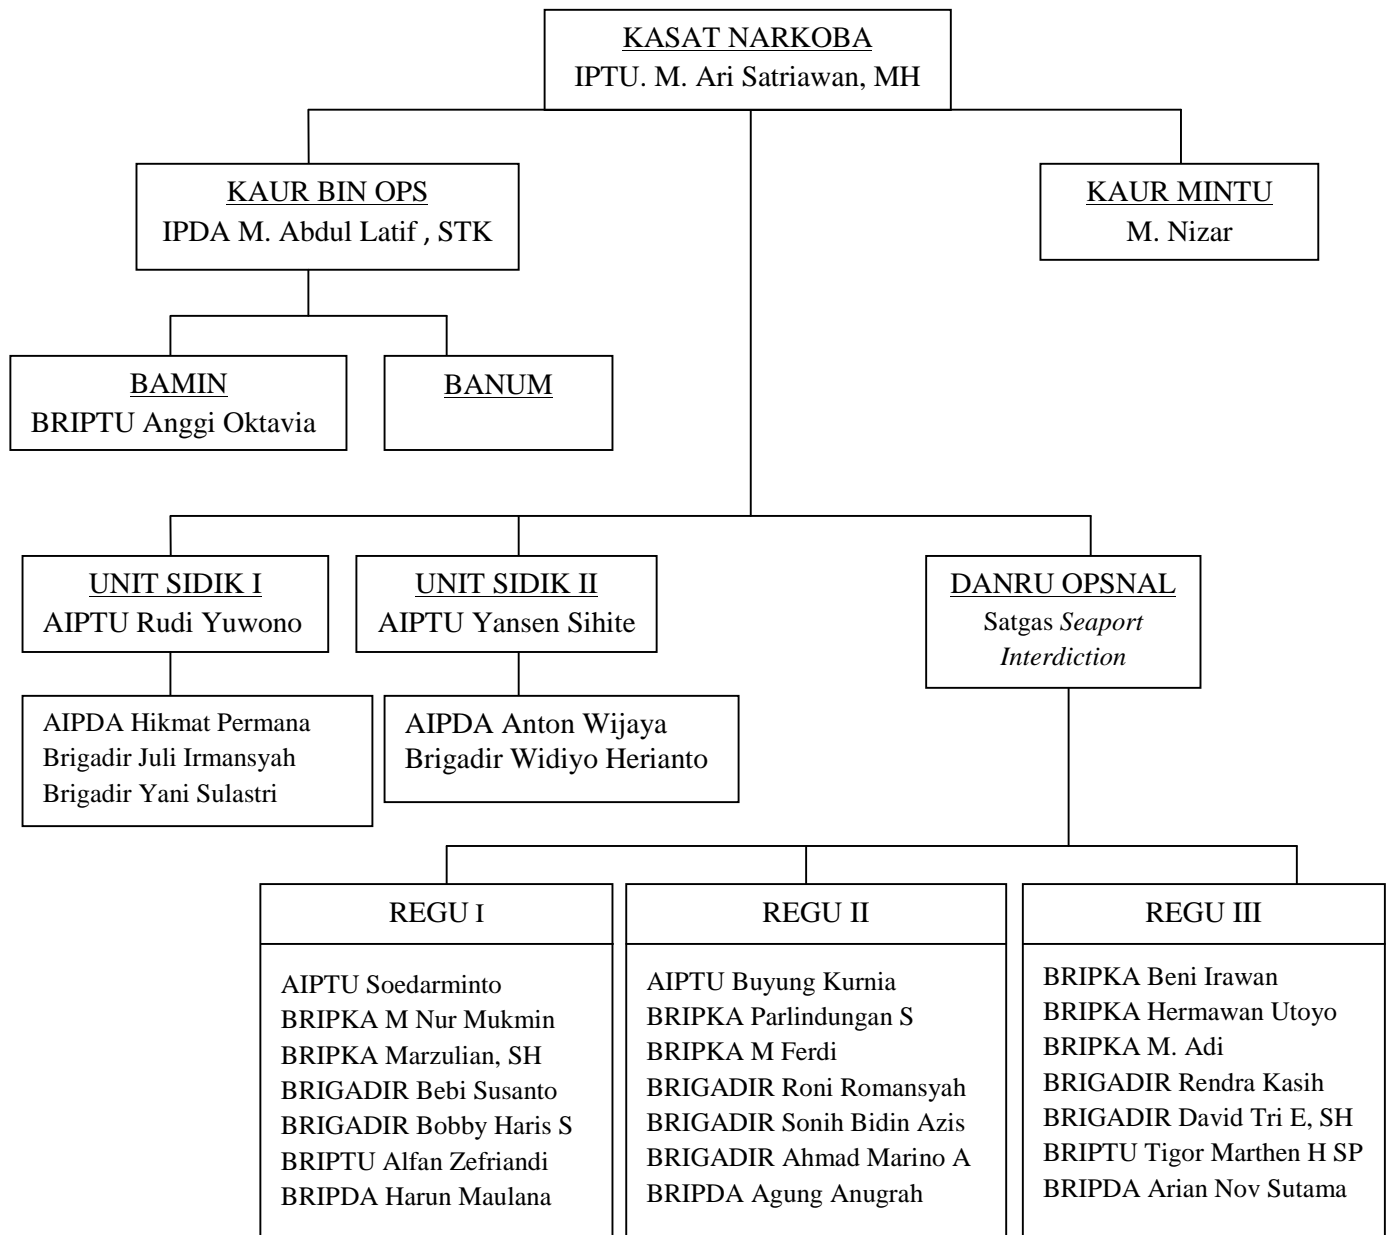 KASAT NARKOBA
IPTU. M. Ari Satriawan, MH
KAUR BIN OPS
IPDA M. Abdul Latif , STK
KAUR MINTU
M. Nizar
BAMIN
BRIPTU Anggi Oktavia
BANUM
UNIT SIDIK I
AIPTU Rudi Yuwono
UNIT SIDIK II
AIPTU Yansen Sihite
DANRU OPSNAL
Satgas Seaport
Interdiction
AIPDA Hikmat Permana
Brigadir Juli Irmansyah
Brigadir Yani Sulastri
AIPDA Anton Wijaya
Brigadir Widiyo Herianto
REGU I
AIPTU Soedarminto
BRIPKA M Nur Mukmin
BRIPKA Marzulian, SH
BRIGADIR Bebi Susanto
BRIGADIR Bobby Haris S
BRIPTU Alfan Zefriandi
BRIPDA Harun Maulana
REGU II
AIPTU Buyung Kurnia
BRIPKA Parlindungan S
BRIPKA M Ferdi
BRIGADIR Roni Romansyah
BRIGADIR Sonih Bidin Azis
BRIGADIR Ahmad Marino A
BRIPDA Agung Anugrah
REGU III
BRIPKA Beni Irawan
BRIPKA Hermawan Utoyo
BRIPKA M. Adi
BRIGADIR Rendra Kasih
BRIGADIR David Tri E, SH
BRIPTU Tigor Marthen H SP
BRIPDA Arian Nov Sutama